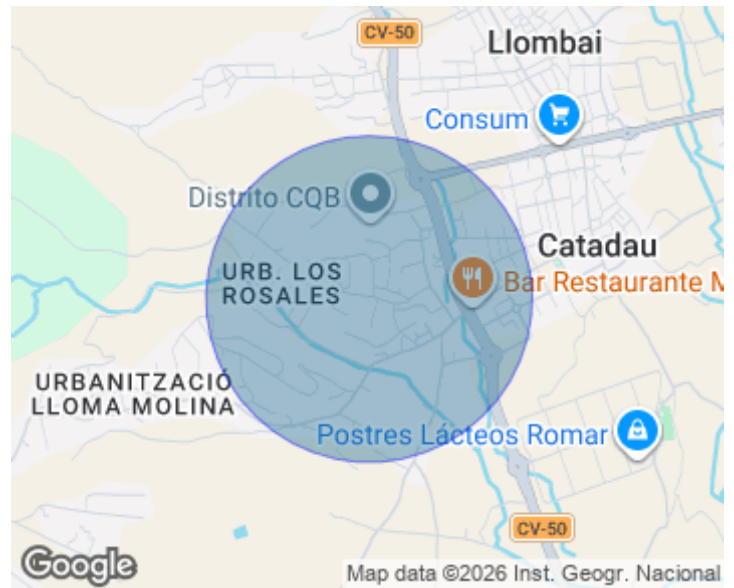 CV-50
Llombai
Consum
Distrito CQB
Catadau
URB. LOS
ROSALES
Bar Restaurante M
URBANITZACIÓ
LLOMA MOLINA
Postres Lácteos Romar
CV-50
Google
Map data ©2026 Inst. Geogr. Nacional